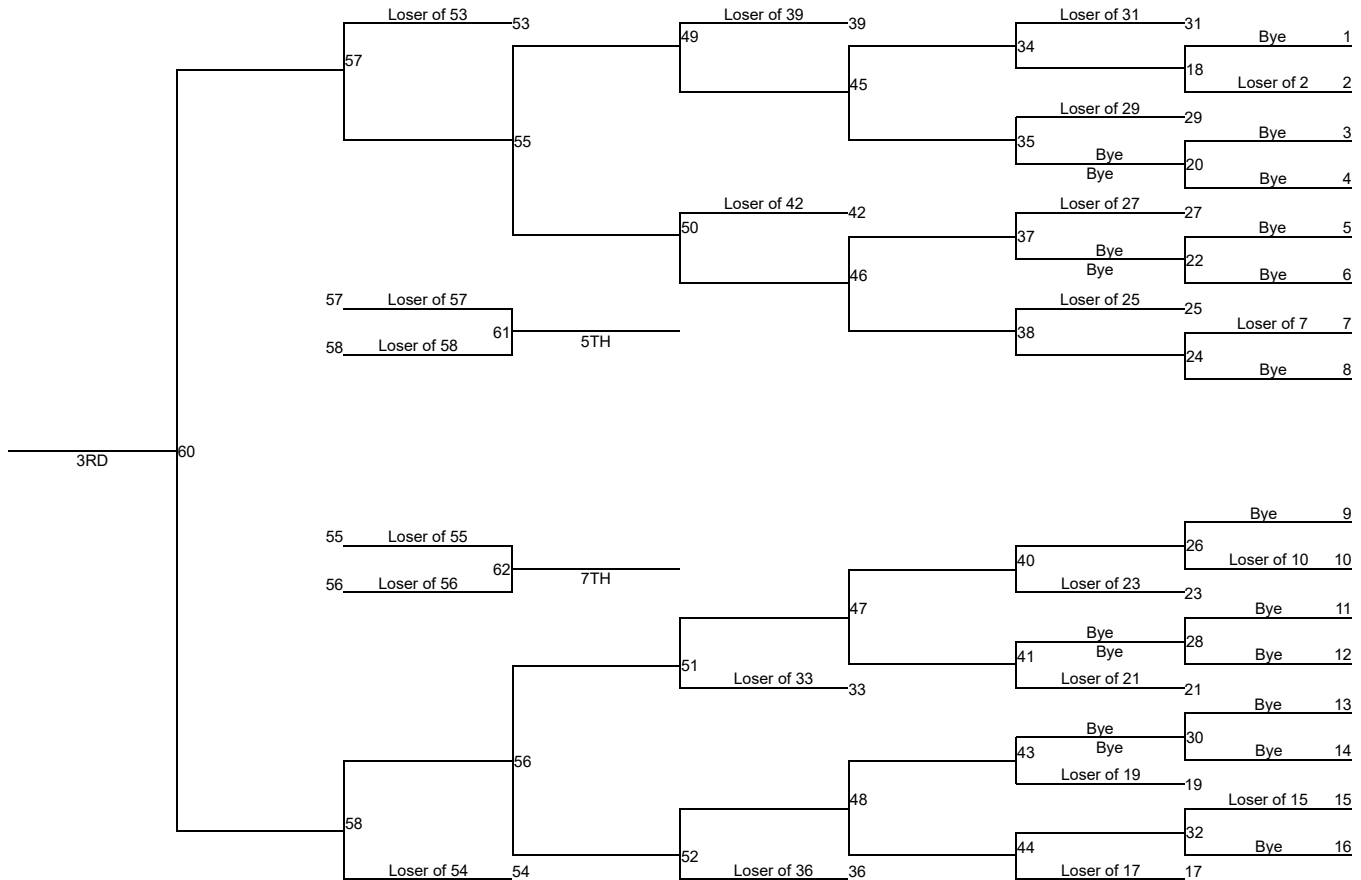 Loser of 53 53 Loser of 39 39 Loser of 31 31
Bye 1
49
34
57
18
45
Loser of 2 2
Loser of 29 29
Bye 3
55
35
Bye
20
Bye
Bye 4
Loser of 42 42 Loser of 27 27
50
Bye 5
37
Bye
22
Bye
46
Bye 6
57 Loser of 57 Loser of 25 25
Loser of 7 7
61
5TH
38
58 Loser of 58
24
Bye 8
60
3RD
Bye 9
55 Loser of 55
26
40
Loser of 10 10
62
7TH
56 Loser of 56
Loser of 23 23
47
Bye 11
Bye
28
Bye
41
Bye 12
51
Loser of 33 33
Loser of 21 21
Bye 13
Bye
30
Bye
43
Bye 14
56
Loser of 19 19
48
Loser of 15 15
58
32
44
Bye 16
52
Loser of 54 54 Loser of 36 36 Loser of 17 17